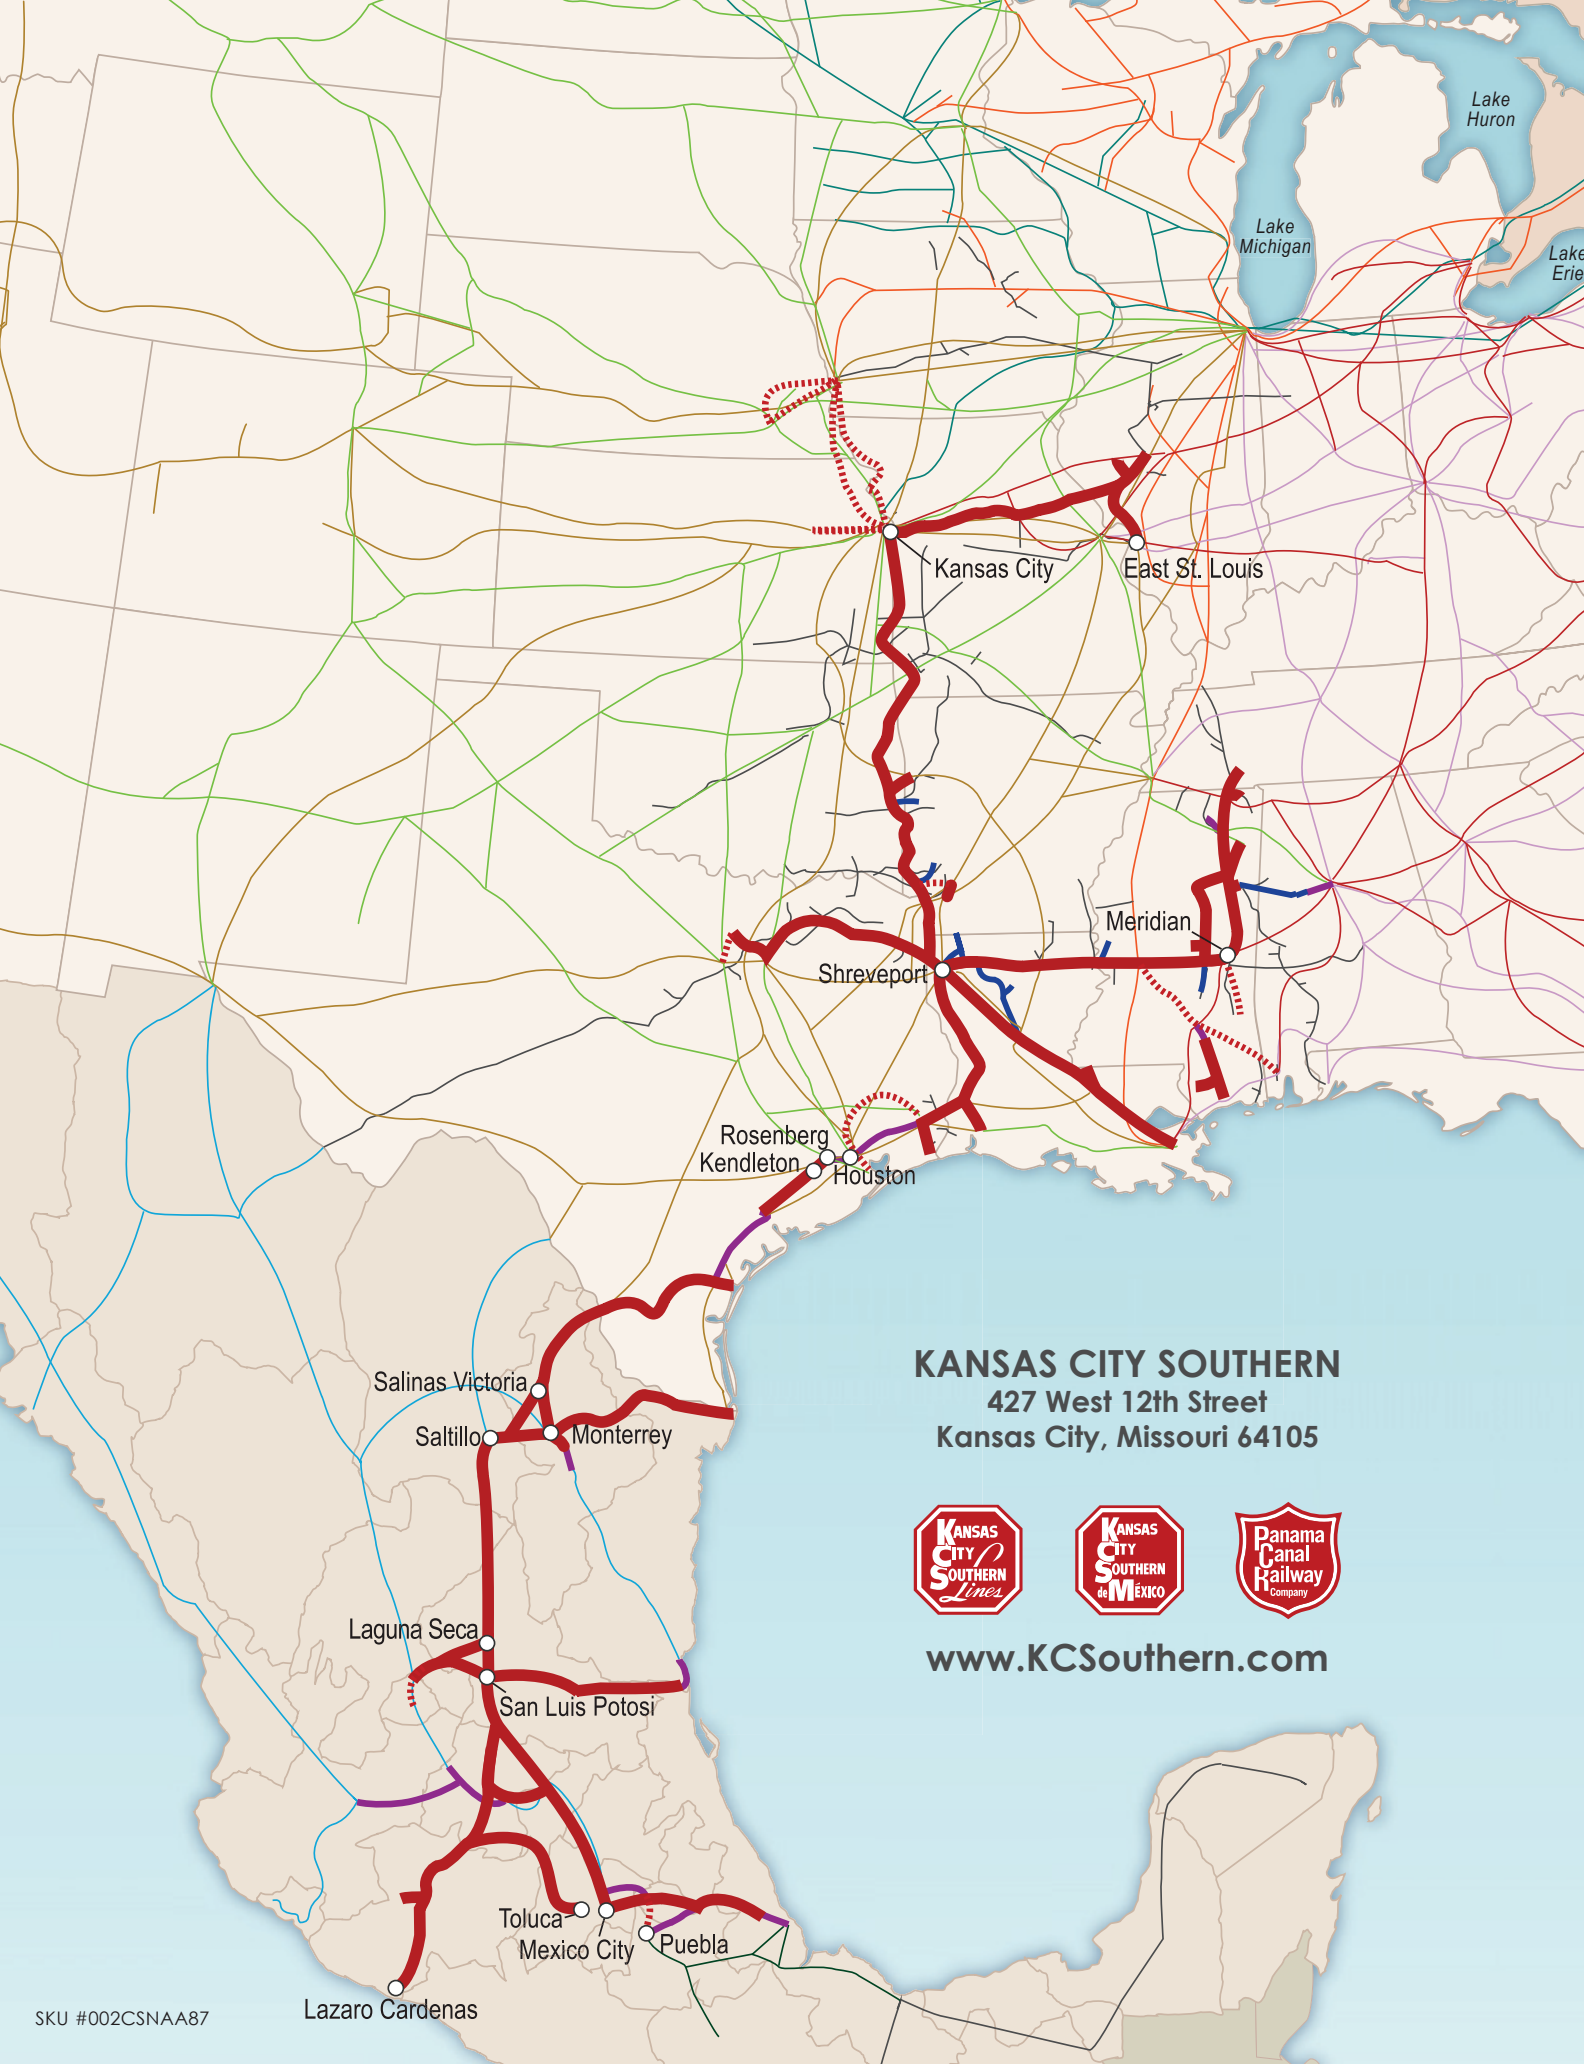 Lake
Huron
Lake
Michigan
Lake
Erie
Kansas City
East St. Louis
Meridian
Shreveport
Rosenberg
Kendleton
Houston
KANSAS CITY SOUTHERN
427 West 12th Street
Kansas City, Missouri 64105
Salinas Victoria
Saltillo
Monterrey
KANSAS
CITY
SOUTHERN
Lines
KANSAS
CITY
SOUTHERN
de MÉXICO
Panama
Canal
Railway
Company
www.KCSouthern.com
Laguna Seca
San Luis Potosi
Toluca
Mexico City
Puebla
Lazaro Cardenas
SKU #002CSNAA87